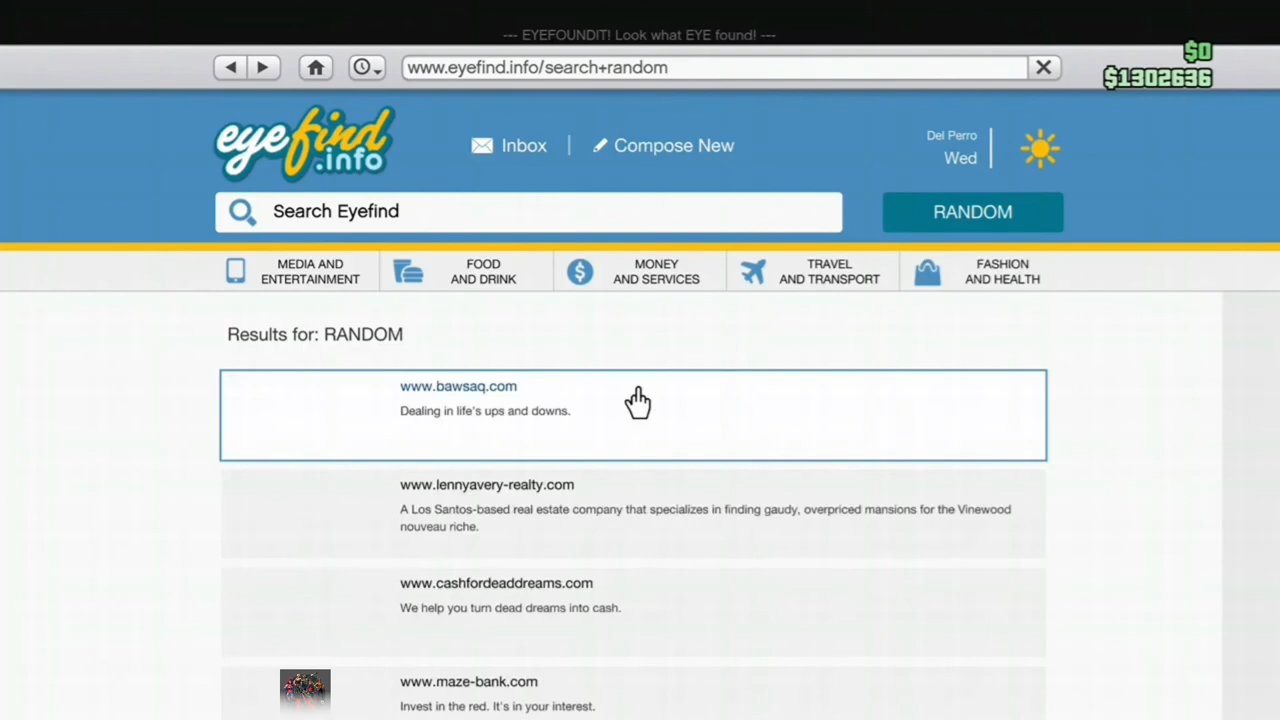 --- EYEFOUNDIT! Look what EYE found! ---
www.eyefind.info/search+random
$0
$1302636
eyefind
.info
Inbox
Compose New
Del Perro
Wed
Search Eyefind
RANDOM
MEDIA AND
ENTERTAINMENT
FOOD
AND DRINK
MONEY
AND SERVICES
TRAVEL
AND TRANSPORT
FASHION
AND HEALTH
Results for: RANDOM
www.bawsaq.com
Dealing in life's ups and downs.
www.lennyavery-realty.com
A Los Santos-based real estate company that specializes in finding gaudy, overpriced mansions for the Vinewood
nouveau riche.
www.cashfordeaddreams.com
We help you turn dead dreams into cash.
www.maze-bank.com
Invest in the red. It's in your interest.